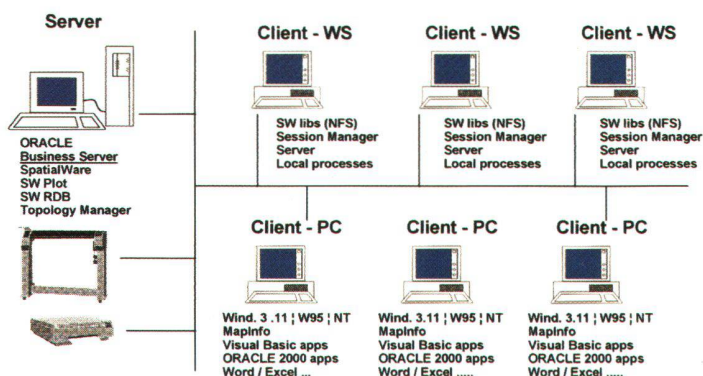 Server
ORACLE
Business Server
SpatialWare
SW Plot
SW RDB
Topology Manager
Client - WS
SW libs (NFS)
Session Manager
Server
Local processes
Client - WS
SW libs (NFS)
Session Manager
Server
Local processes
Client - WS
SW libs (NFS)
Session Manager
Server
Local processes
Client - PC
Wind. 3 .11 ¦ W95 ¦ NT
MapInfo
Visual Basic apps
ORACLE 2000 apps
Word / Excel ...
Client - PC
Wind. 3.11 ¦ W95 ¦ NT
MapInfo
Visual Basic apps
ORACLE 2000 apps
Word / Excel .....
Client - PC
Wind. 3.11 ¦ W95 ¦ NT
MapInfo
Visual Basic apps
ORACLE 2000 apps
Word / Excel .....